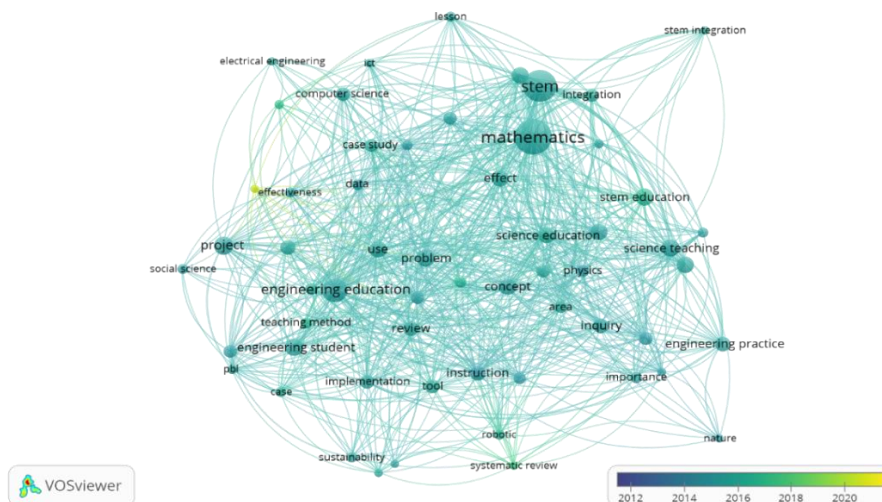 lesson
stem integration
electrical engineering
ict
stem
computer science
integration
mathematics
case study
effect
data
effectiveness
stem education
science education
project
use
science teaching
problem
social science
physics
engineering education
concept
area
teaching method
review
inquiry
engineering student
engineering practice
pbl
instruction
implementation
importance
tool
case
robotic
nature
sustainability
systematic review
VOSviewer
2012 2014 2016 2018 2020